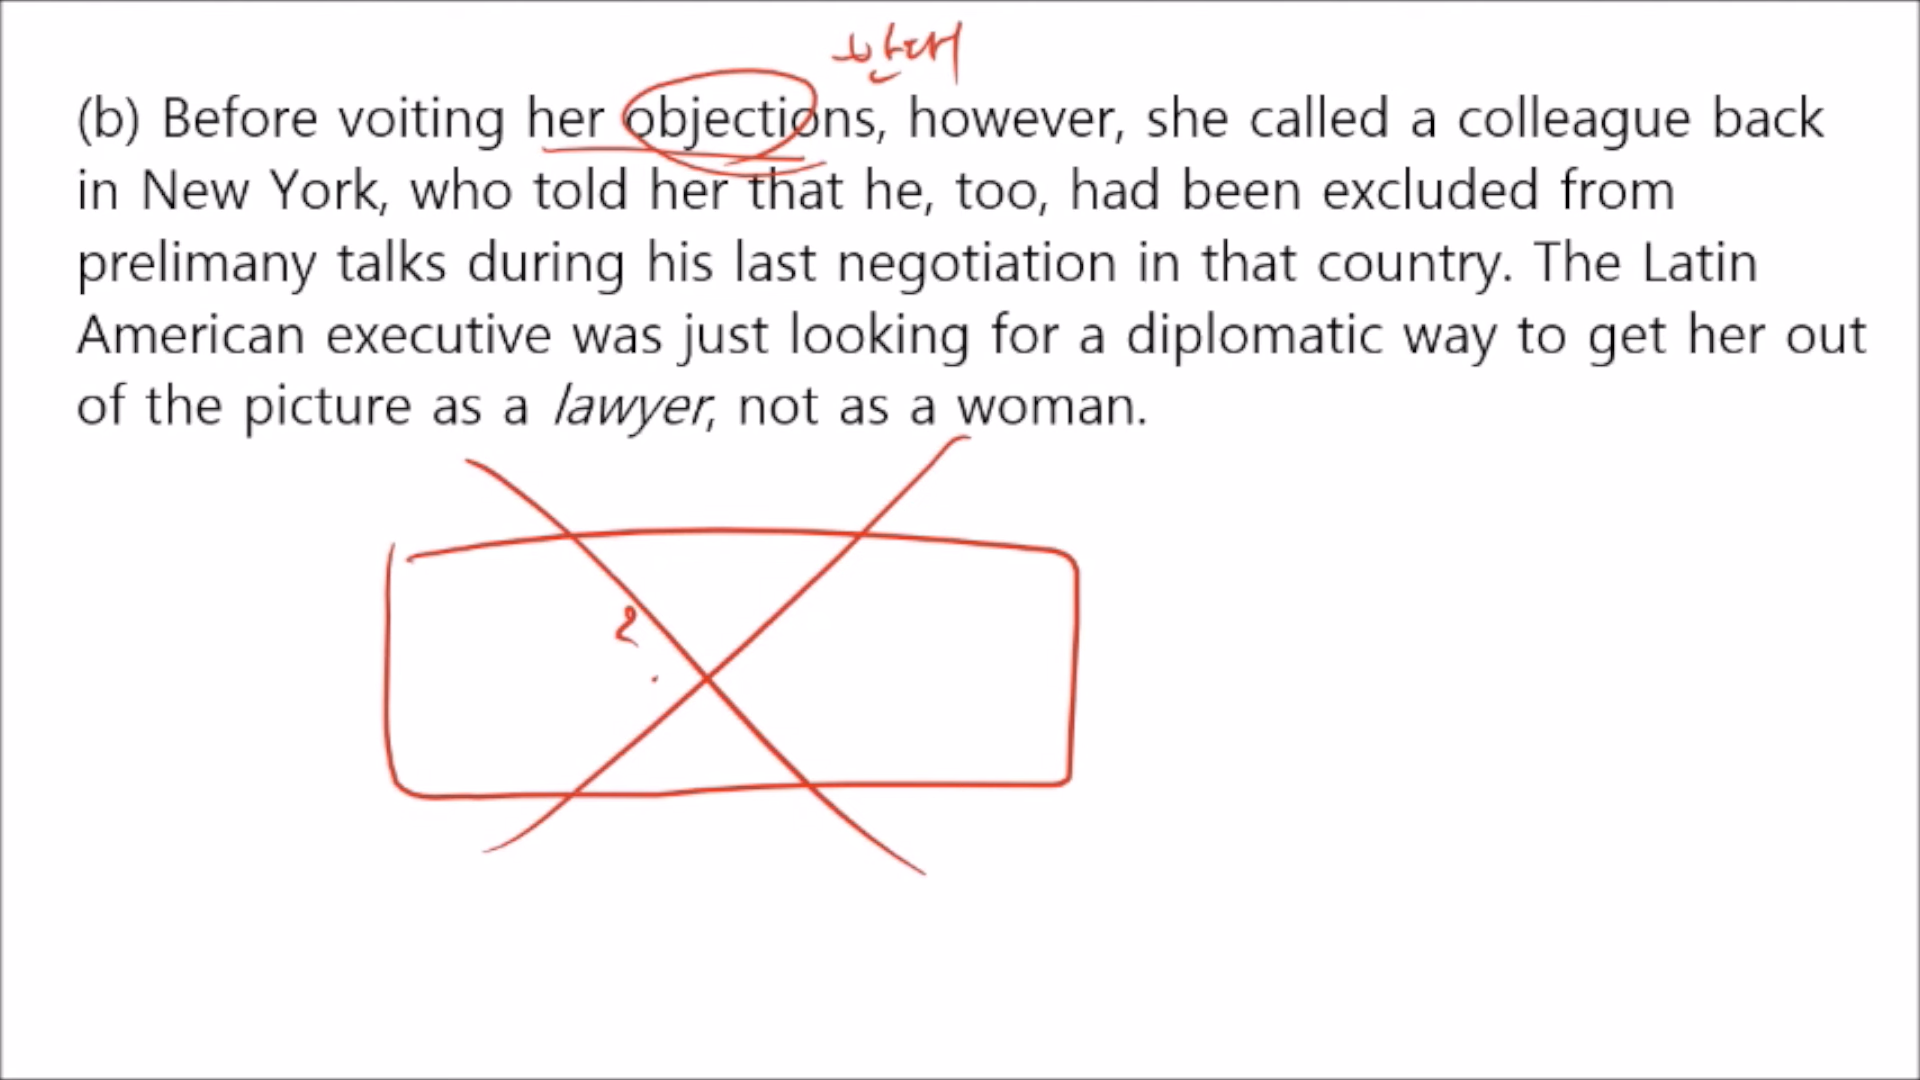 반대
(b) Before voiting her objections, however, she called a colleague back
in New York, who told her that he, too, had been excluded from
prelimany talks during his last negotiation in that country. The Latin
American executive was just looking for a diplomatic way to get her out
of the picture as a lawyer, not as a woman.